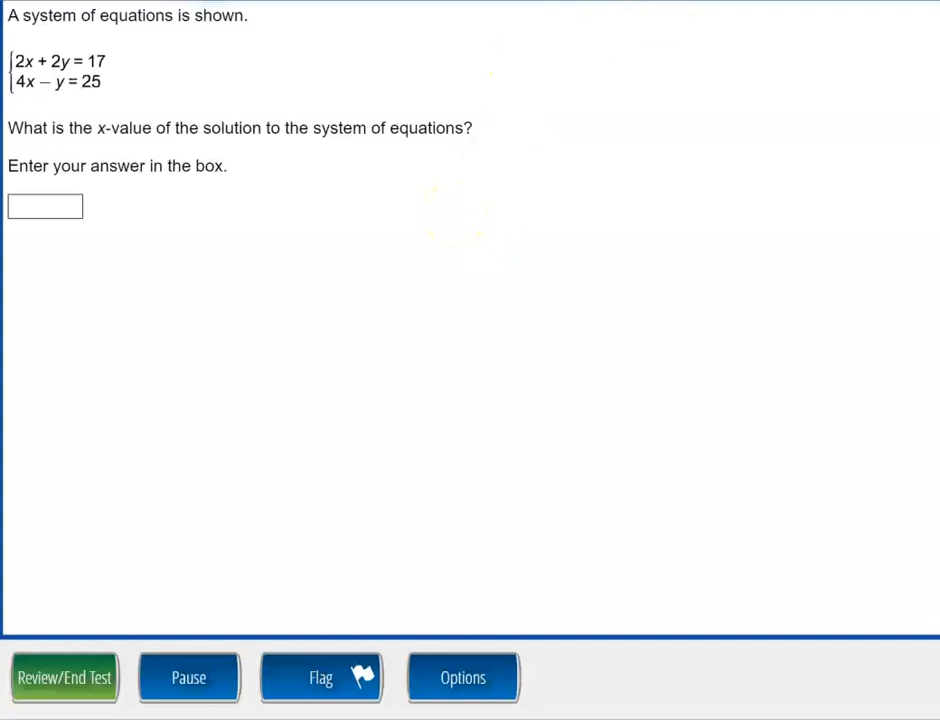 A system of equations is shown.
2x + 2y = 17
4x − y = 25
What is the x-value of the solution to the system of equations?
Enter your answer in the box.
Review/End Test
Pause
Flag
Options